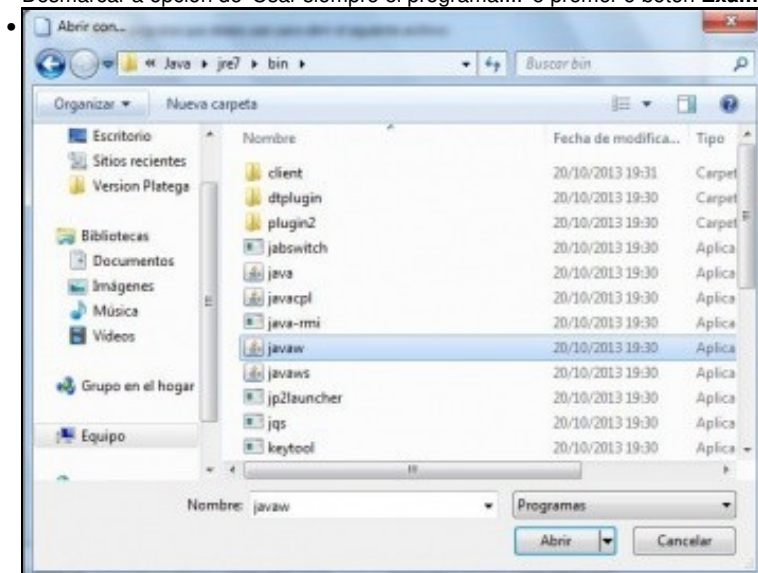 Desmarcar a opción de 'Usar siempre el programa...' e premer o botón Exa...
Abrir con...
« Java ▸ jre7 ▸ bin ▸
Buscar bin
Organizar ▾ Nueva carpeta
Nombre Fecha de modifica... Tipo
Escritorio
Sitios recientes
Version Platega
Bibliotecas
Documentos
Imágenes
Música
Vídeos
Grupo en el hogar
Equipo
client 20/10/2013 19:31 Carpet
dtplugin 20/10/2013 19:30 Carpet
plugin2 20/10/2013 19:30 Carpet
jabswitch 20/10/2013 19:30 Aplica
java 20/10/2013 19:30 Aplica
javacpl 20/10/2013 19:30 Aplica
java-rmi 20/10/2013 19:30 Aplica
javaw 20/10/2013 19:30 Aplica
javaws 20/10/2013 19:30 Aplica
jp2launcher 20/10/2013 19:30 Aplica
jqs 20/10/2013 19:30 Aplica
keytool 20/10/2013 19:30 Aplica
Nombre: javaw
Programas
Abrir Cancelar